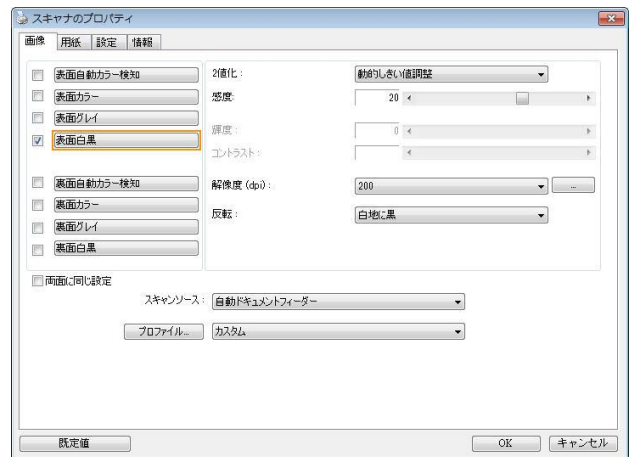 スキャナのプロパティ
画像 用紙 設定 情報
表面自動カラー検知 2値化： 動的しきい値調整
表面カラー 感度: 20
表面グレイ
輝度： 0
表面白黒
コントラスト：
裏面自動カラー検知 解像度 (dpi)： 200 ...
裏面カラー
反転： 白地に黒
裏面グレイ
裏面白黒
両面に同じ設定
スキャンソース： 自動ドキュメントフィーダー
プロファイル... カスタム
既定値 OK キャンセル